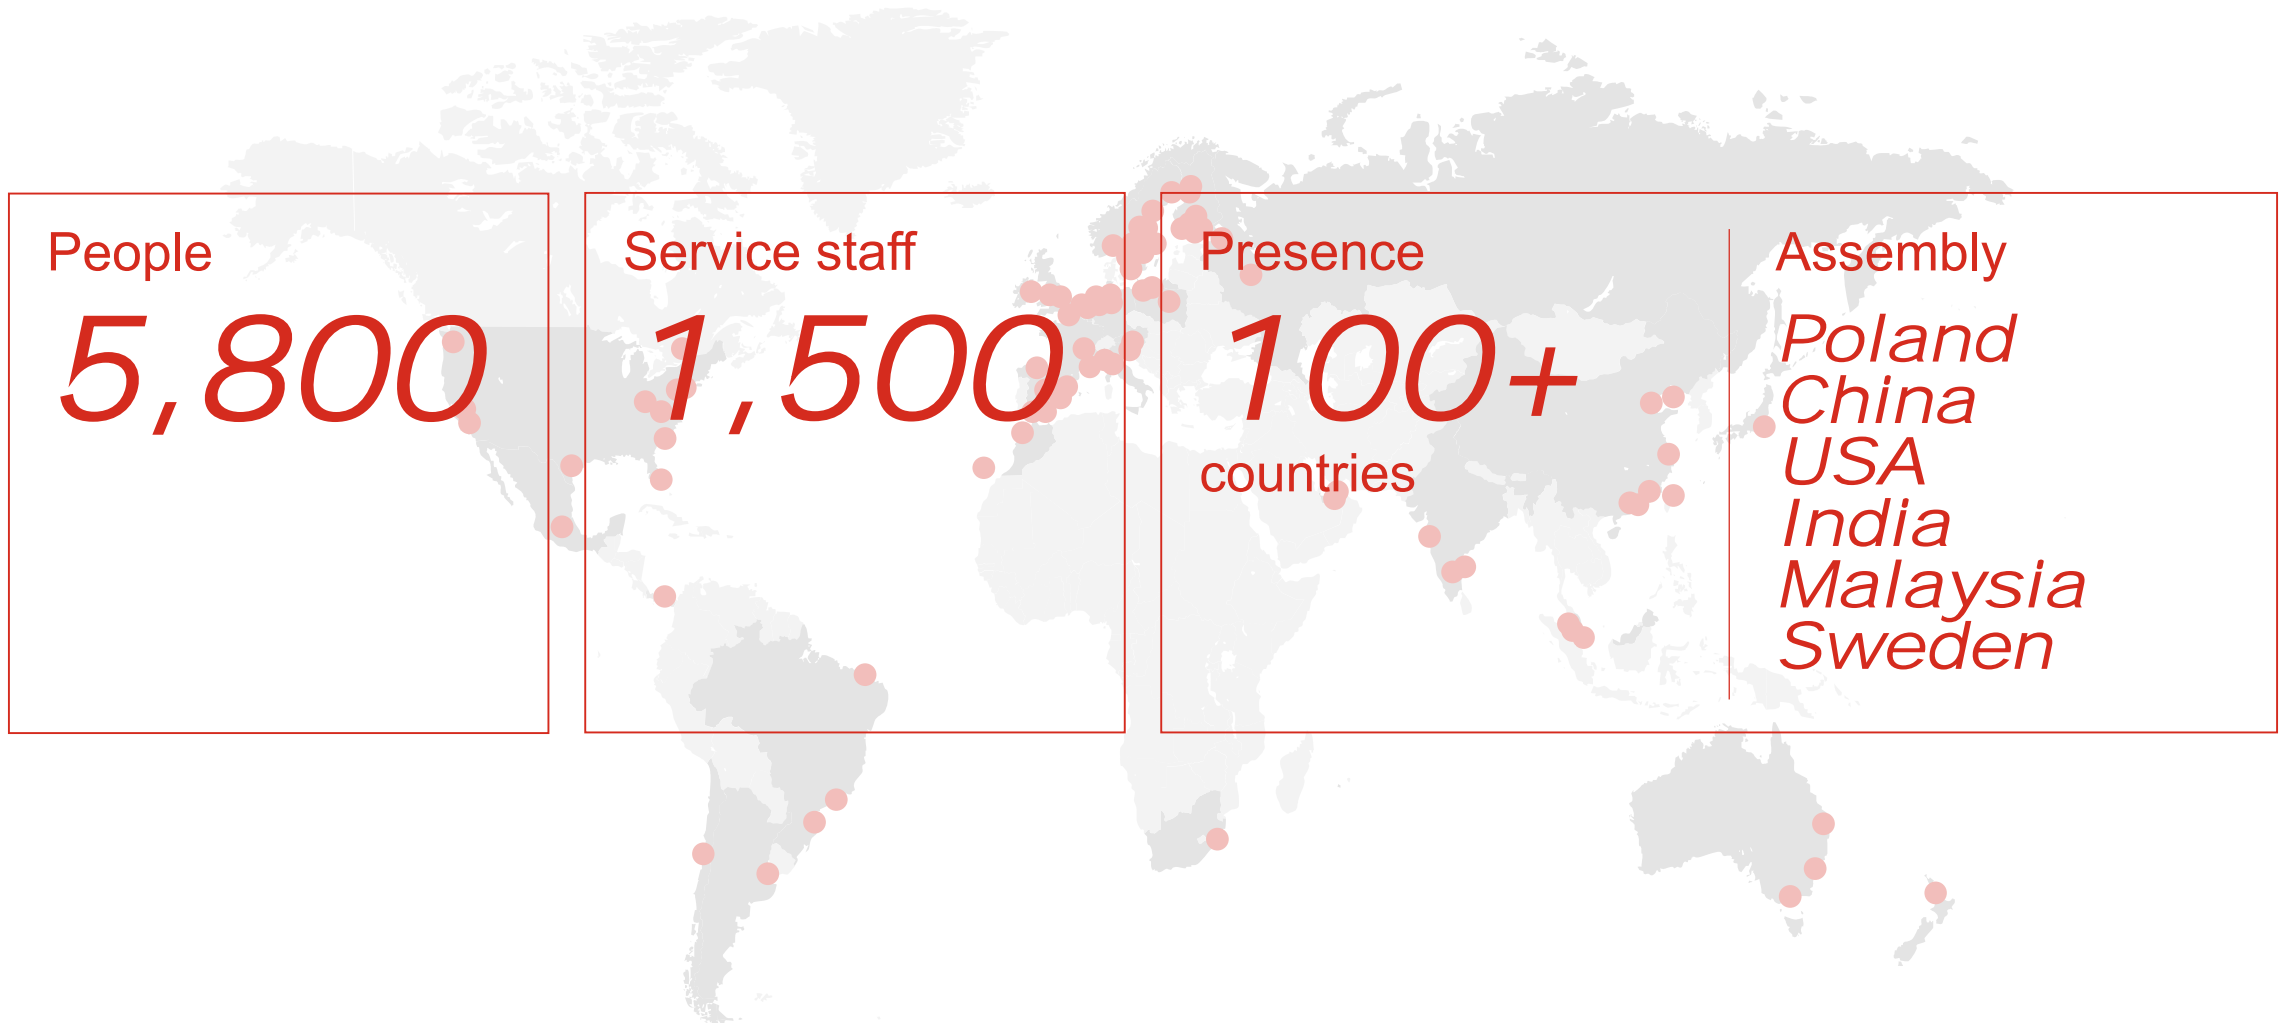 People
5,800
Service staff
1,500
Presence
100+
countries
Assembly
Poland
China
USA
India
Malaysia
Sweden